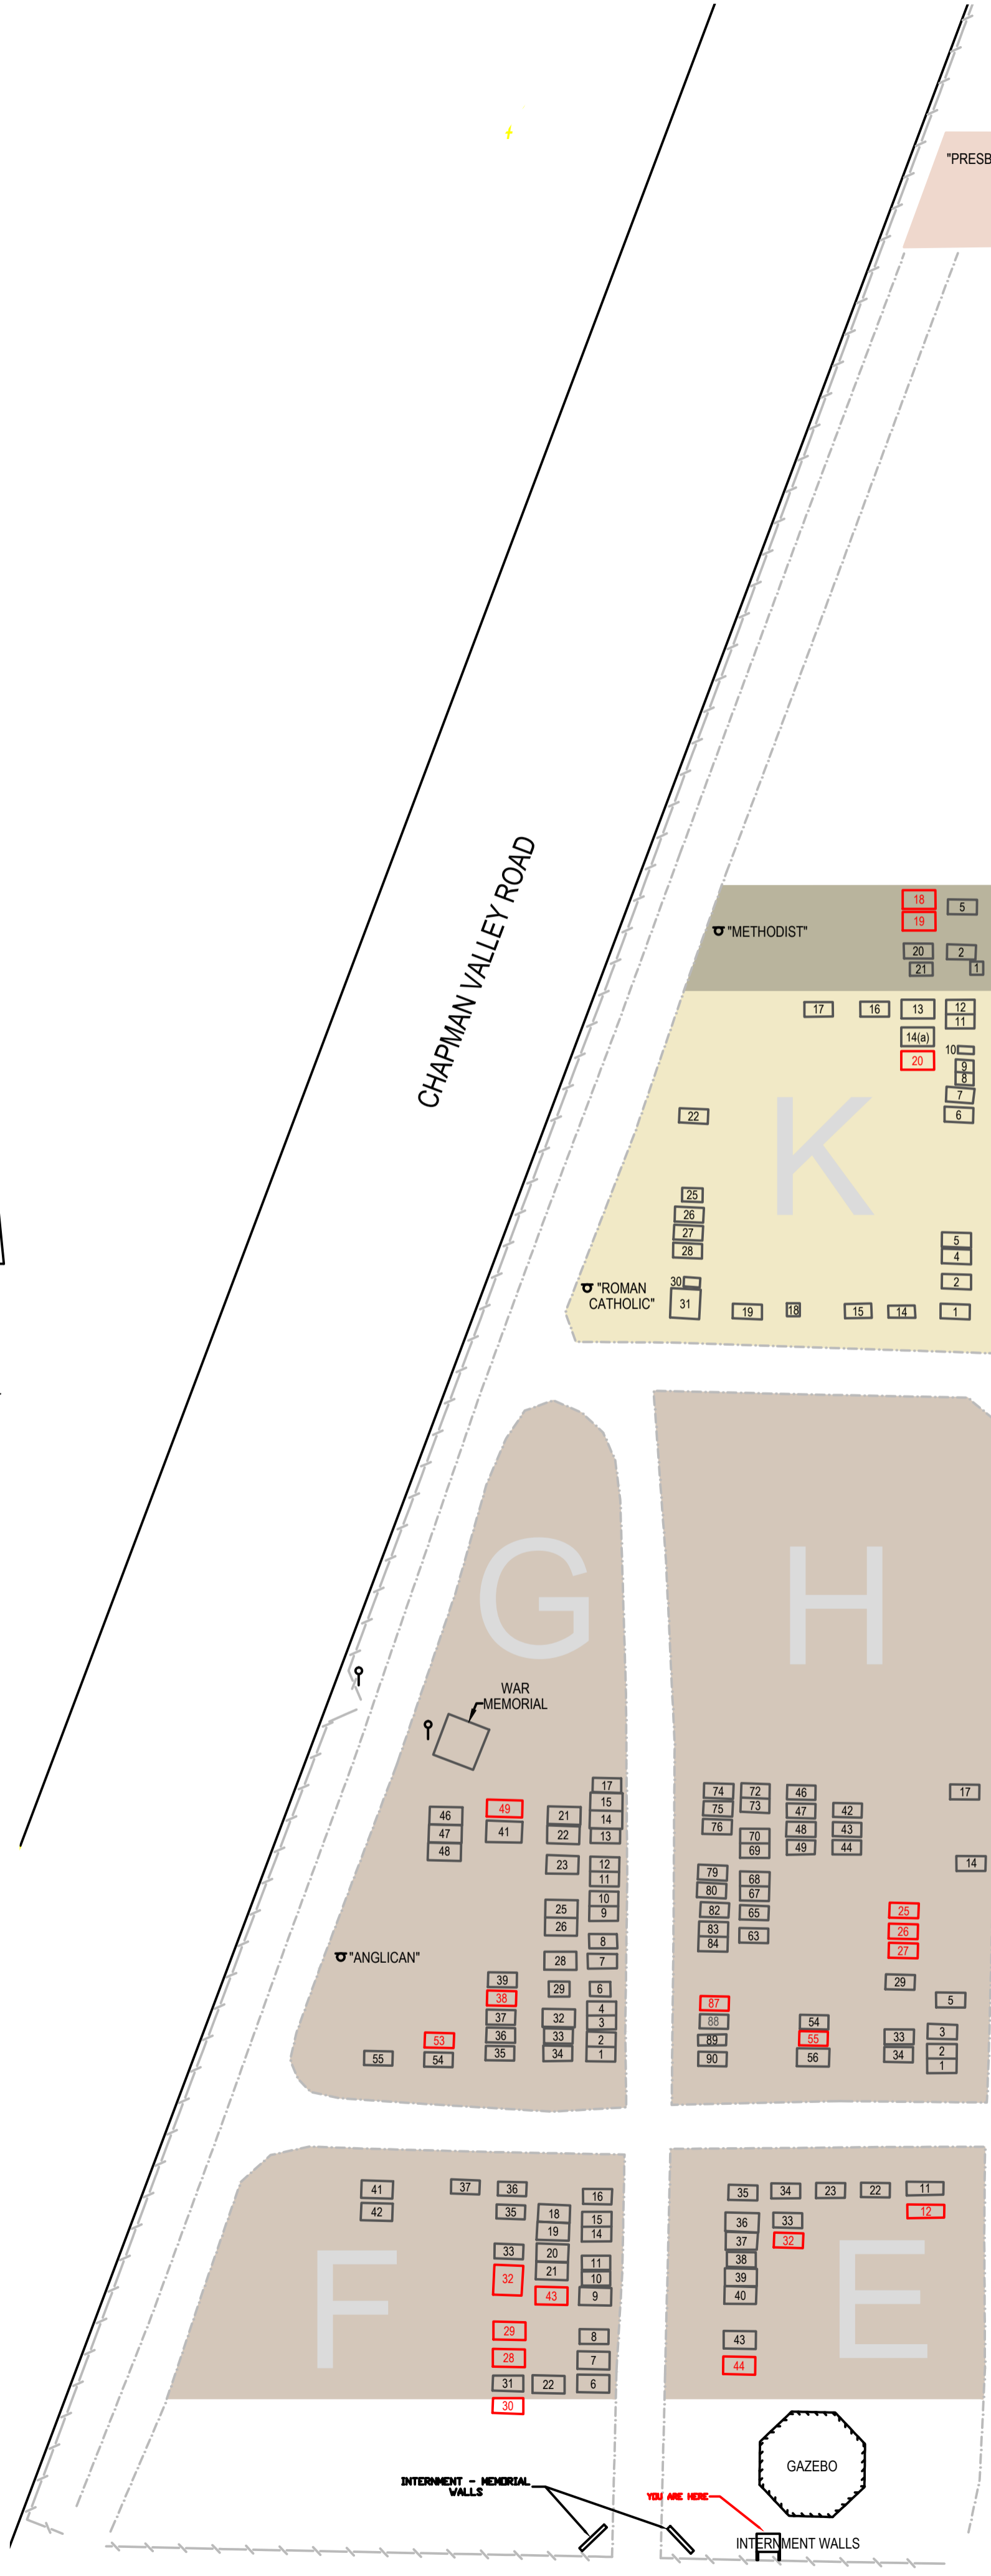 "PRESB
CHAPMAN VALLEY ROAD
18 5
19
"METHODIST"
20 2
21 1
17 16 13 12
11
14(a)
10
20 9
8
7
22 6
K
25
26
27 5
28 4
30 2
"ROMAN
CATHOLIC"
31 19 18 15 14 1
G H
WAR
MEMORIAL
17
15
46 49 21 14
47 41 22 13
48
23 12
11
10
25 9
26
8
"ANGLICAN"
28 7
39
38 29 6
4
37 32 3
53 36 33 2
55 54 35 34 1
74 72 46 17
75 73 47 42
76 70 48 43
69 49 44
14
79 68
80 67
82 65 25
83 63 26
84 27
29
87 5
88 54
89 55 33 3
90 56 34 2
1
41 37 36 16
42 35 18 15
19 14
33 20 11
32 21 10
43 9
29 8
28 7
31 22 6
30
F
35 34 23 22 11
12
36 33
37 32
38
39
40
43
44
E
GAZEBO
INTERNMENT - MEMORIAL
WALLS
YOU ARE HERE
INTERNMENT WALLS